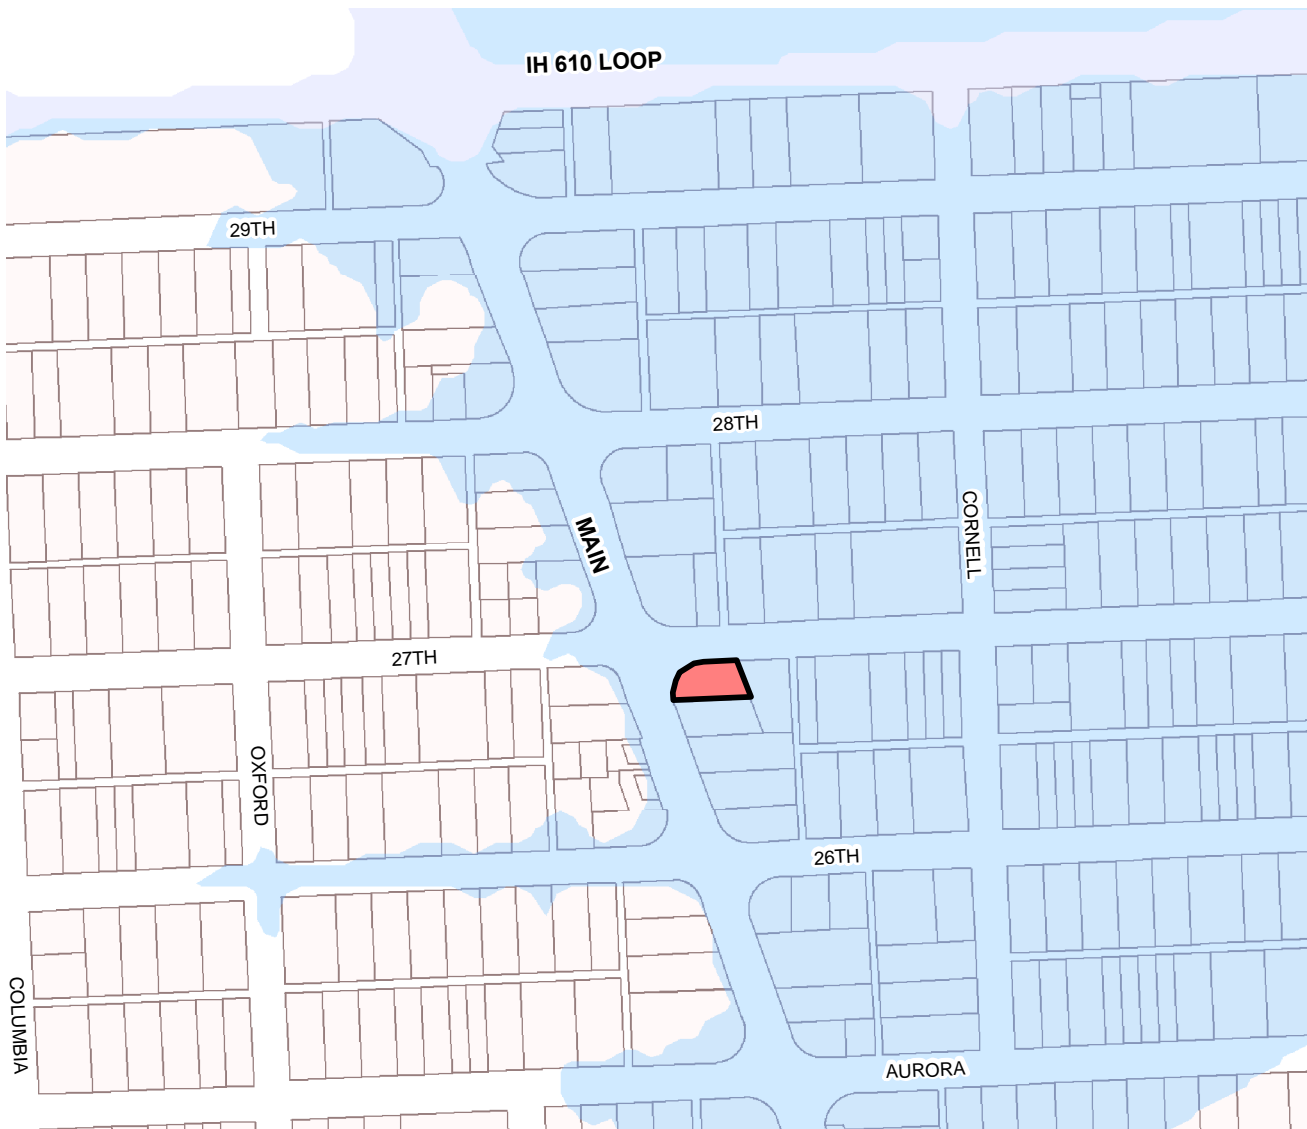 IH 610 LOOP
29TH
28TH
MAIN
CORNELL
27TH
OXFORD
26TH
COLUMBIA
AURORA